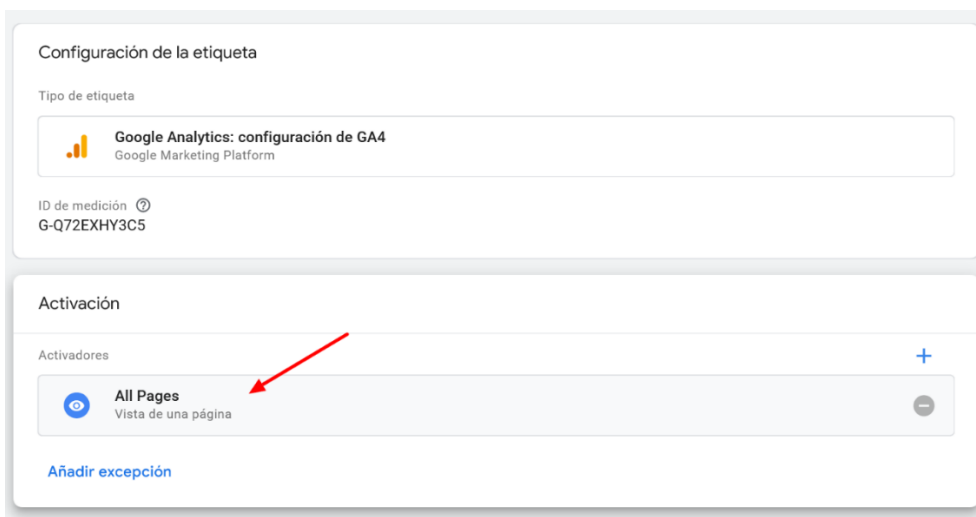 Configuración de la etiqueta
Tipo de etiqueta
Google Analytics: configuración de GA4
Google Marketing Platform
ID de medición
G-Q72EXHY3C5
Activación
Activadores
All Pages
Vista de una página
Añadir excepción